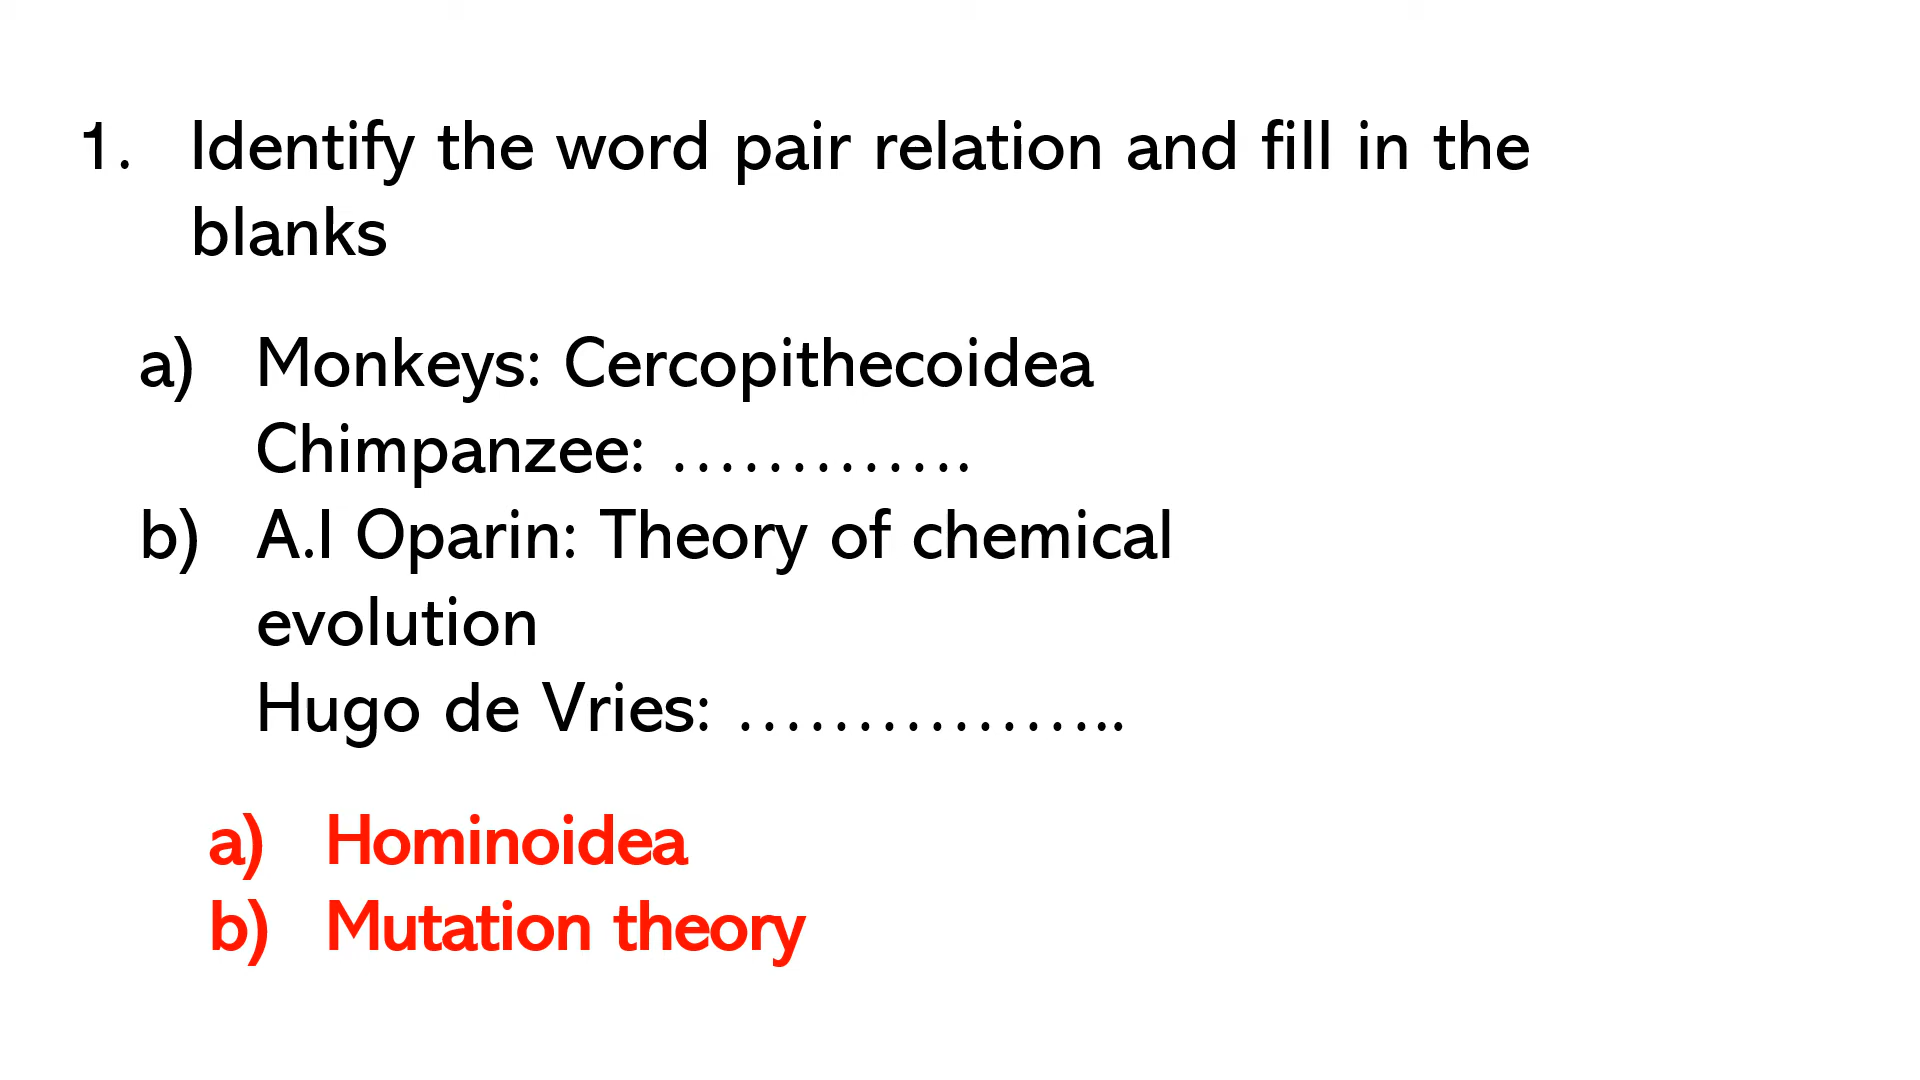 1. Identify the word pair relation and fill in the
blanks
a) Monkeys: Cercopithecoidea
Chimpanzee: ………….
b) A.I Oparin: Theory of chemical
evolution
Hugo de Vries: ……………..
a) Hominoidea
b) Mutation theory